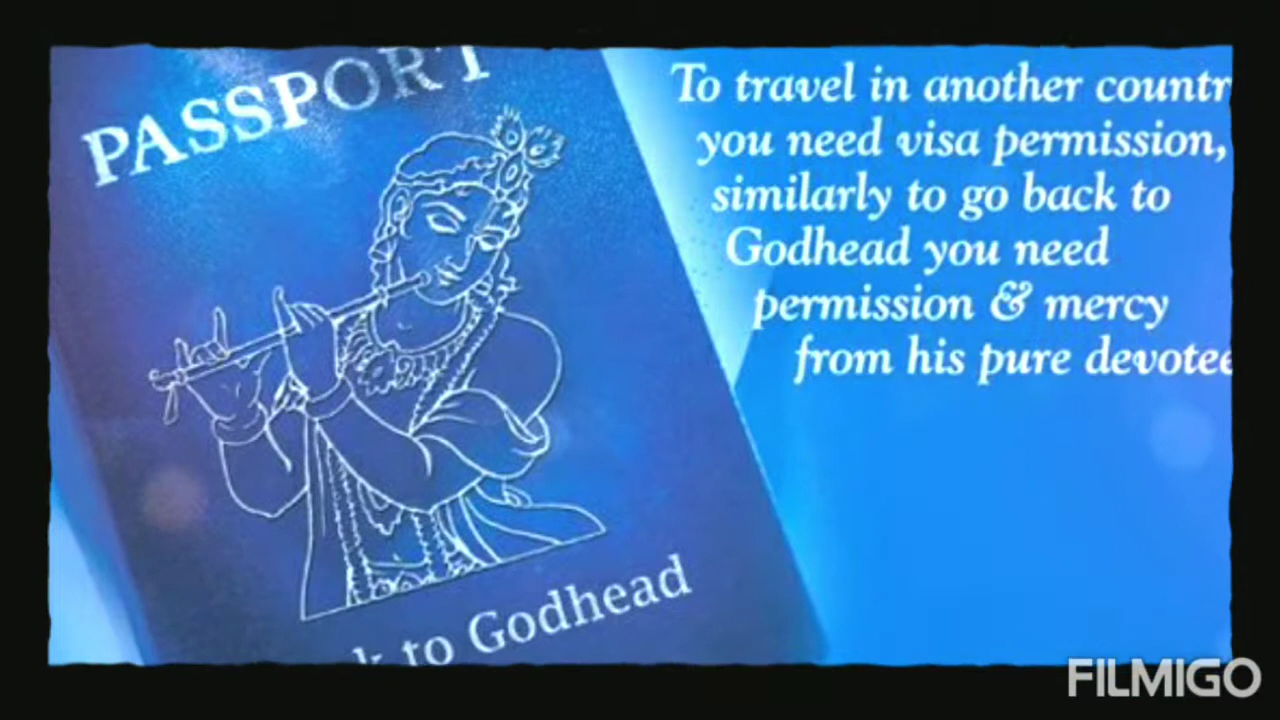 PASSPORT
To travel in another countr
you need visa permission,
similarly to go back to
Godhead you need
permission & mercy
from his pure devotee
k to Godhead
FILMIGO